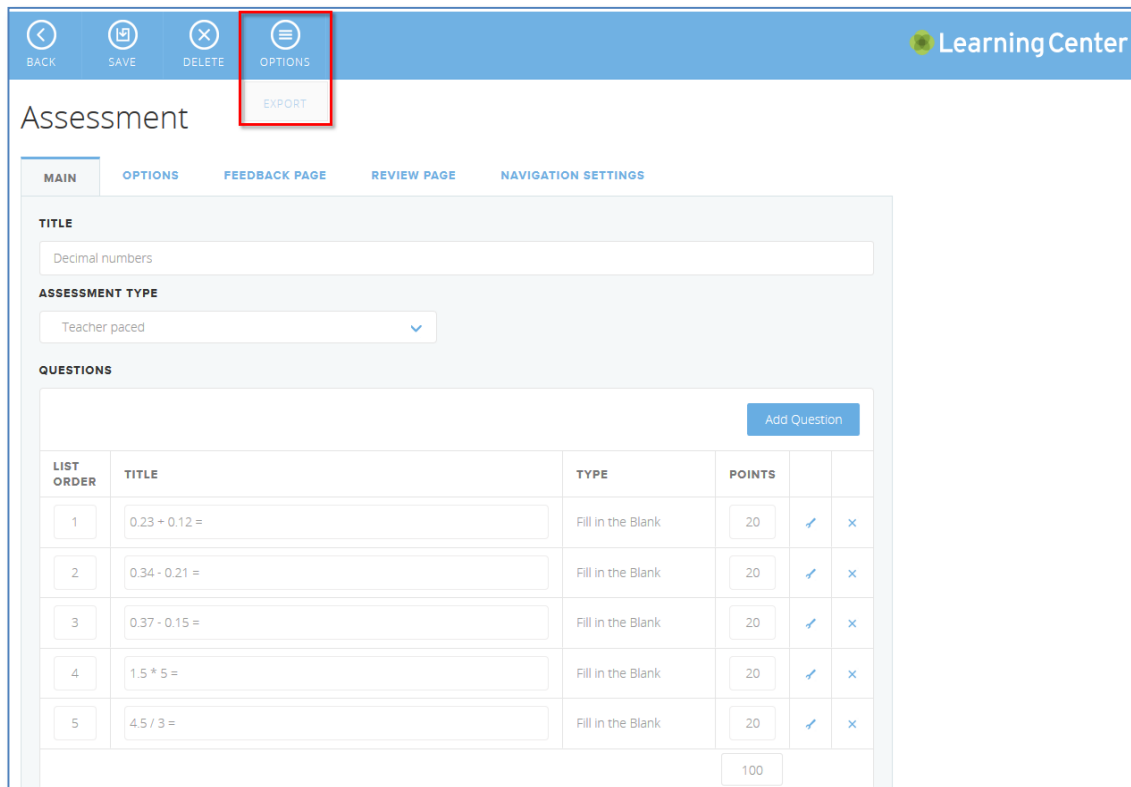 BACK SAVE DELETE OPTIONS Learning Center
EXPORT
Assessment
MAIN OPTIONS FEEDBACK PAGE REVIEW PAGE NAVIGATION SETTINGS
TITLE
Decimal numbers
ASSESSMENT TYPE
Teacher paced
QUESTIONS
Add Question
LIST ORDER TITLE TYPE POINTS
1 0.23 + 0.12 = Fill in the Blank 20
2 0.34 - 0.21 = Fill in the Blank 20
3 0.37 - 0.15 = Fill in the Blank 20
4 1.5 * 5 = Fill in the Blank 20
5 4.5 / 3 = Fill in the Blank 20
100